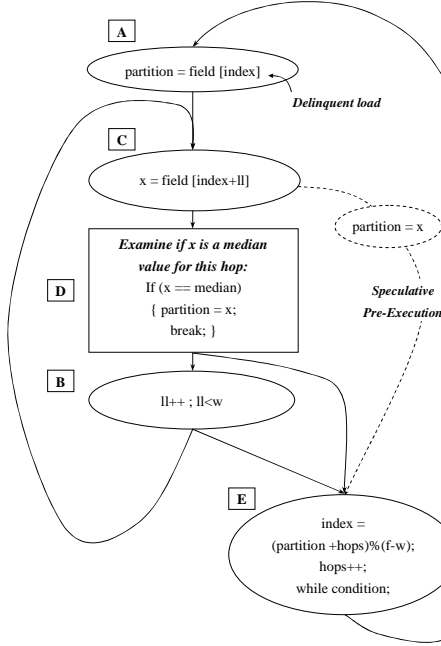 A
partition = field [index]
Delinquent load
C
x = field [index+ll]
partition = x
Examine if x is a median
value for this hop:
If (x == median)
{ partition = x;
break; }
D
Speculative
Pre-Execution
B
ll++ ; ll<w
E
index =
(partition +hops)%(f-w);
hops++;
while condition;